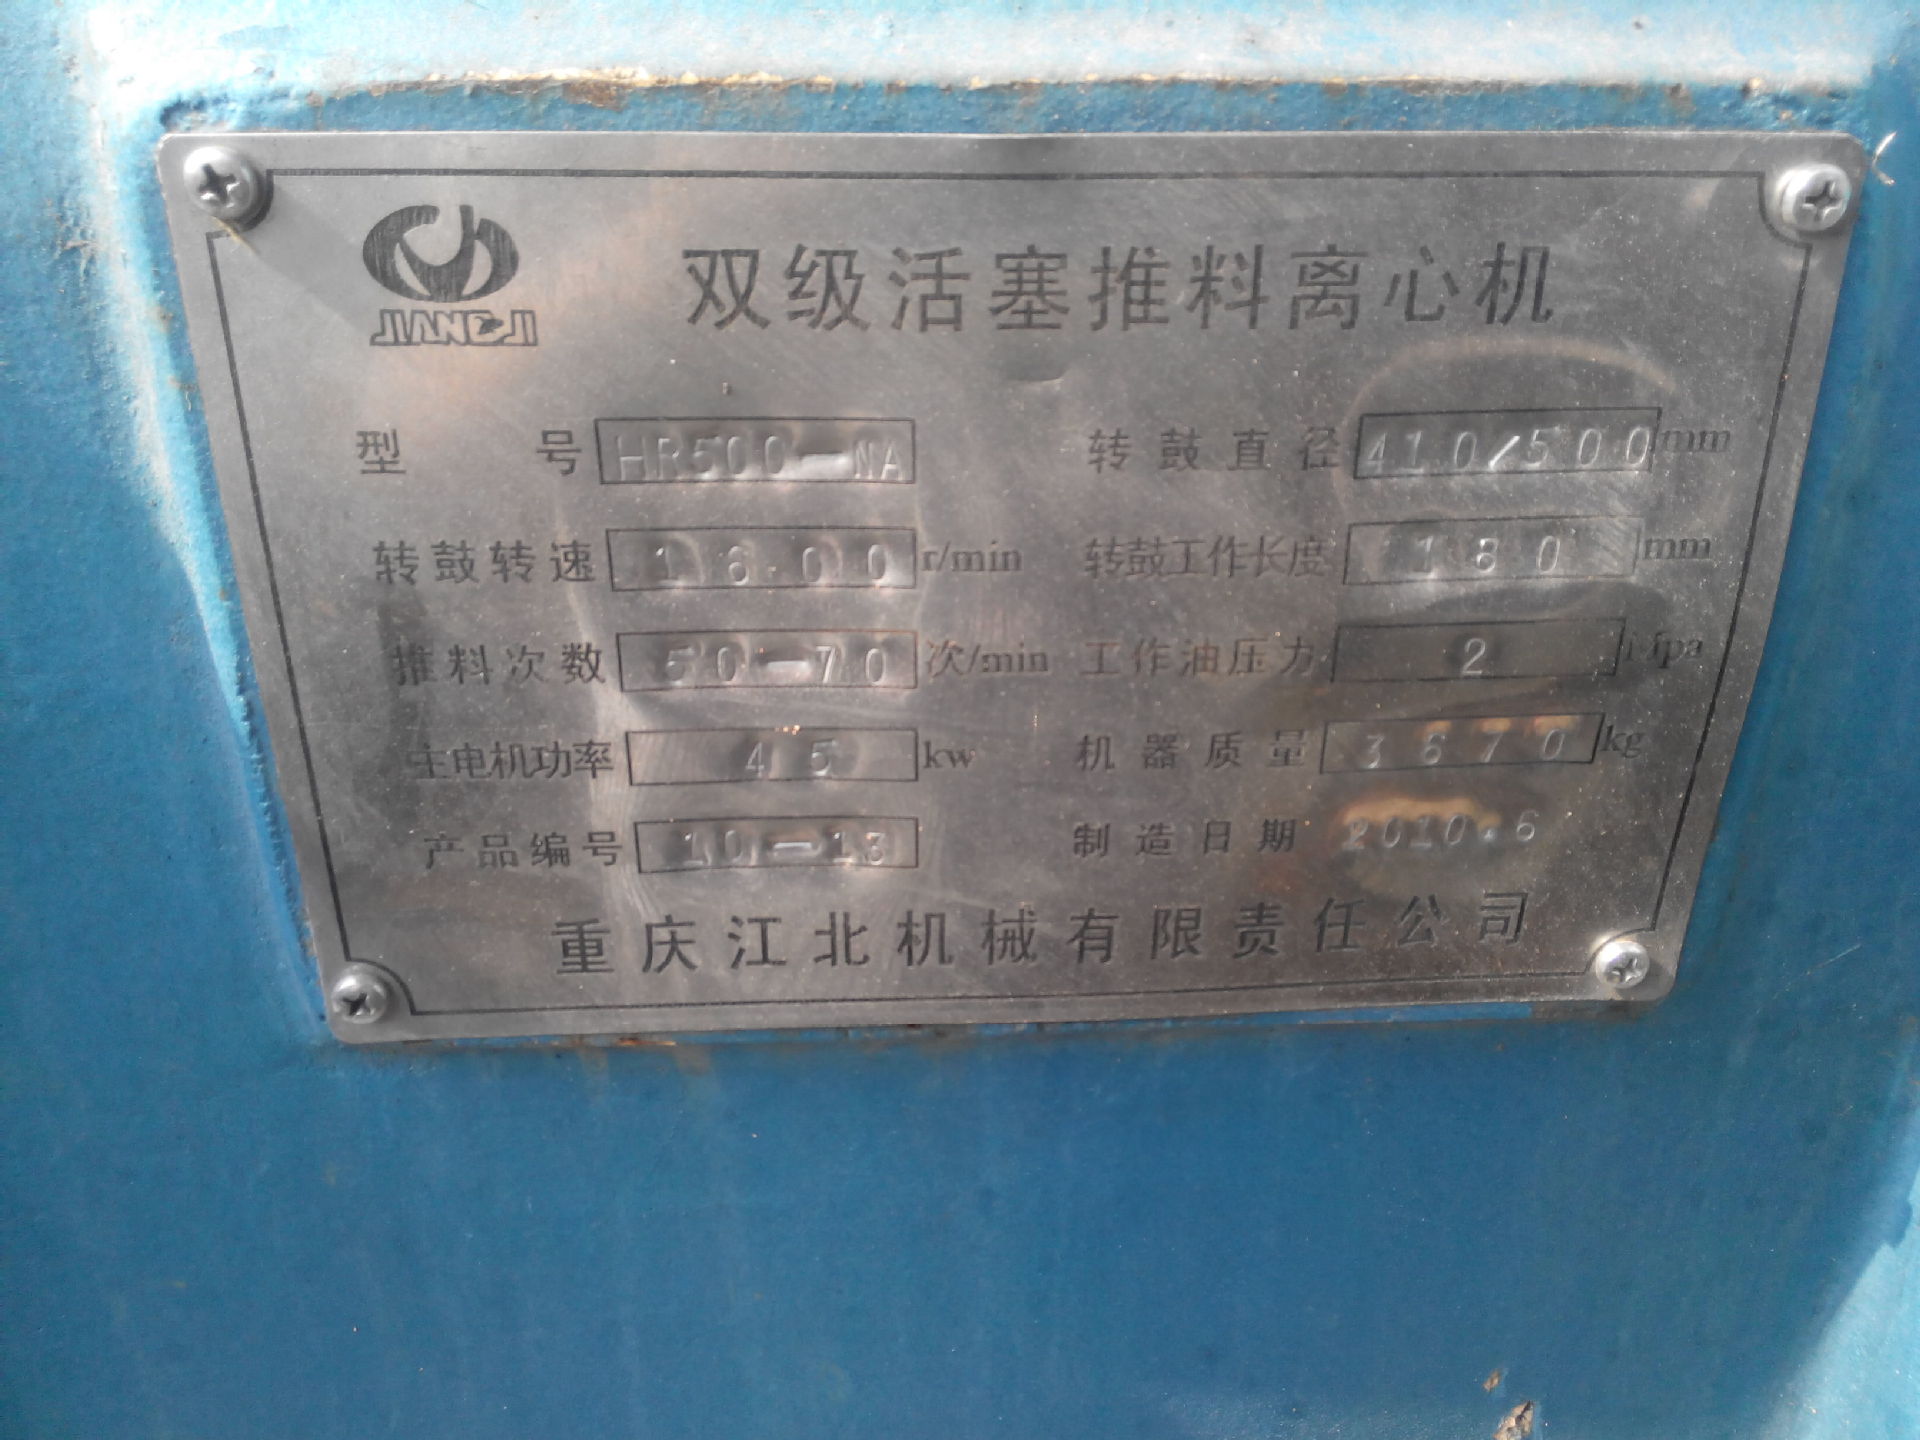 双级活塞推料离心机
JIANGJI
型号 HR500-NA 转鼓直径 410/500 mm
转鼓转速 1600 r/min 转鼓工作长度 180 mm
推料次数 50-70 次/min 工作油压力 2
主电机功率 45 kw 机器质量 3670 kg
产品编号 10-13 制造日期 2010.6
重庆江北机械有限责任公司